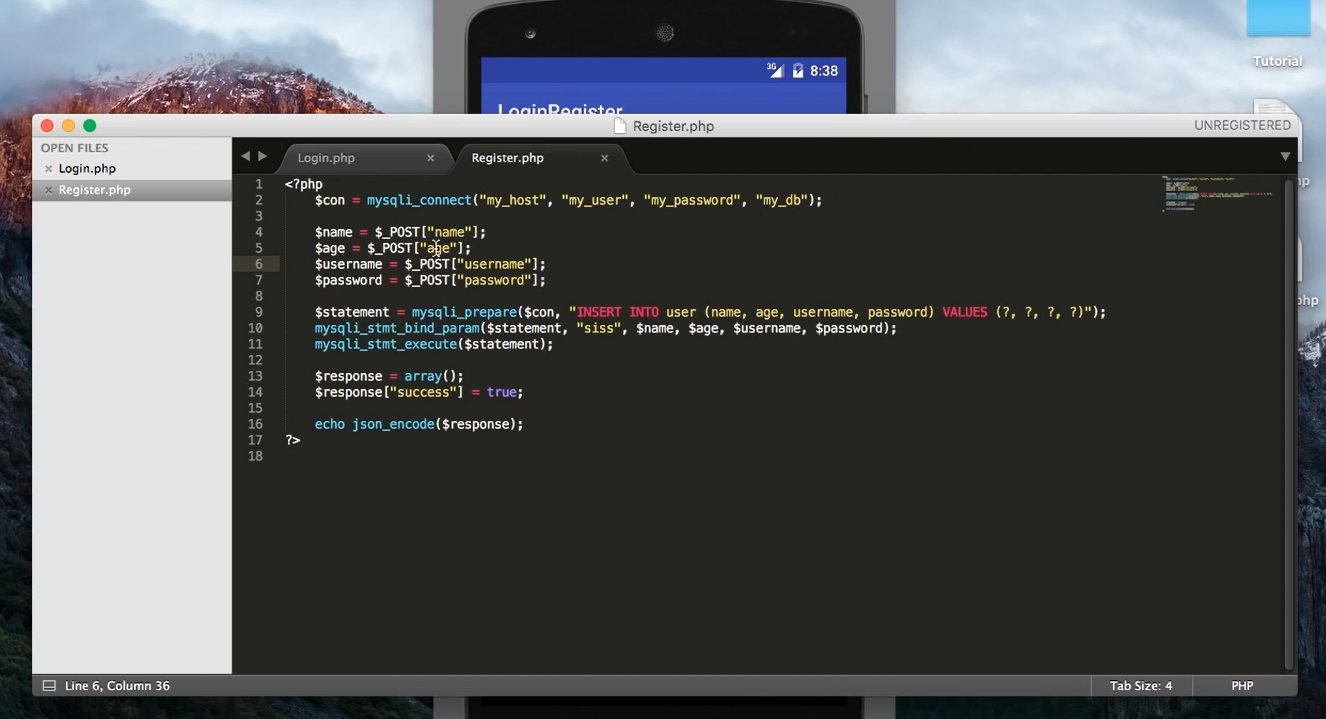 Tutorial
3G 8:38
LoginRegister
Register.php
UNREGISTERED
OPEN FILES
Login.php
Register.php
Login.php
Register.php
1 <?php
2 $con = mysqli_connect("my_host", "my_user", "my_password", "my_db");
3
4 $name = $_POST["name"];
5 $age = $_POST["age"];
6 $username = $_POST["username"];
7 $password = $_POST["password"];
8
9 $statement = mysqli_prepare($con, "INSERT INTO user (name, age, username, password) VALUES (?, ?, ?, ?)");
10 mysqli_stmt_bind_param($statement, "siss", $name, $age, $username, $password);
11 mysqli_stmt_execute($statement);
12
13 $response = array();
14 $response["success"] = true;
15
16 echo json_encode($response);
17 ?>
18
hp
php
Line 6, Column 36
Tab Size: 4
PHP